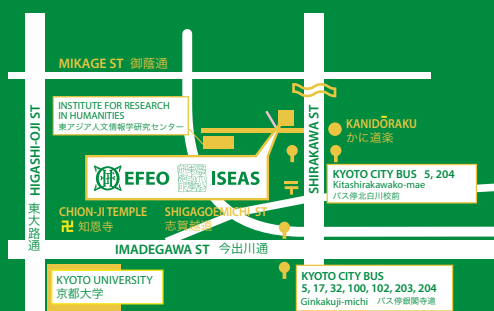 MIKAGE ST 御蔭通
INSTITUTE FOR RESEARCH
IN HUMANITIES
東アジア人文情報学研究センター
HIGASHI-OJI ST 東大路通
SHIRAKAWA ST
KANIDŌRAKU
かに道楽
EFEO ISEAS
KYOTO CITY BUS 5, 204
Kitashirakawako-mae
バス停北白川校前
CHION-JI TEMPLE
卍 知恩寺
SHIGAGOEMICHI ST
志賀越道
IMADEGAWA ST 今出川通
KYOTO UNIVERSITY
京都大学
KYOTO CITY BUS
5, 17, 32, 100, 102, 203, 204
Ginkakuji-michi バス停銀閣寺道